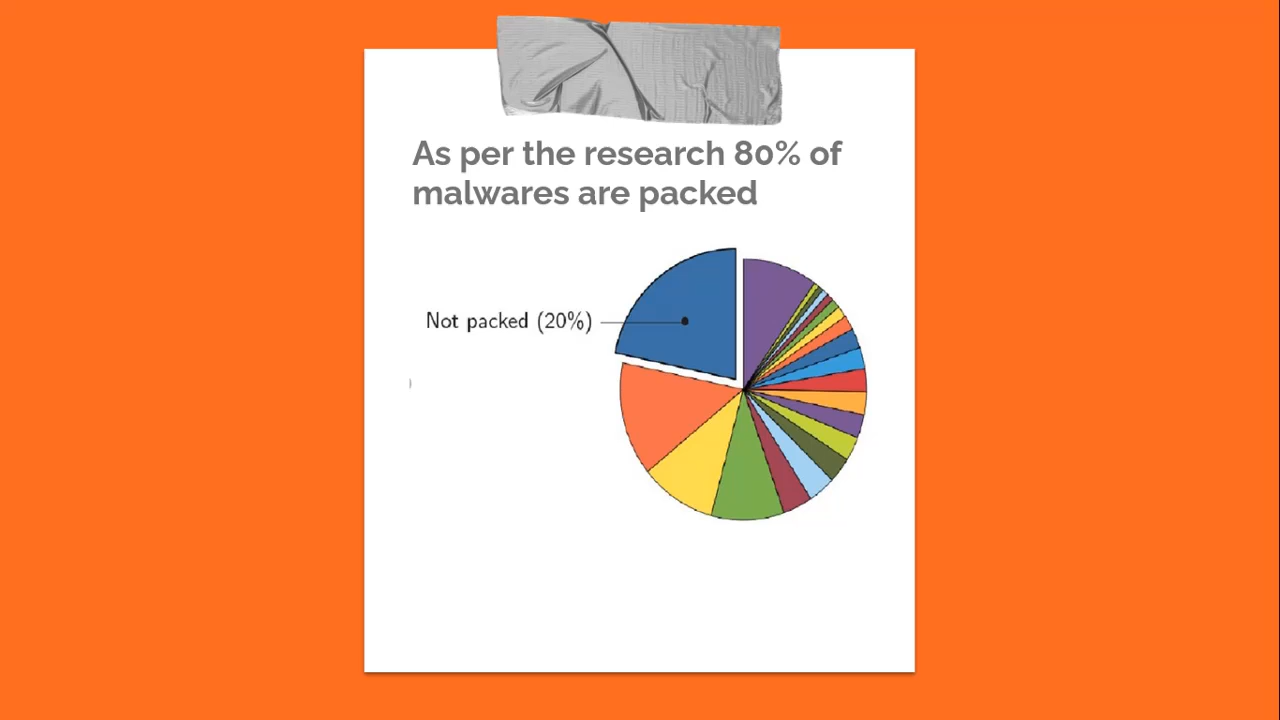 As per the research 80% of
malwares are packed
Not packed (20%)